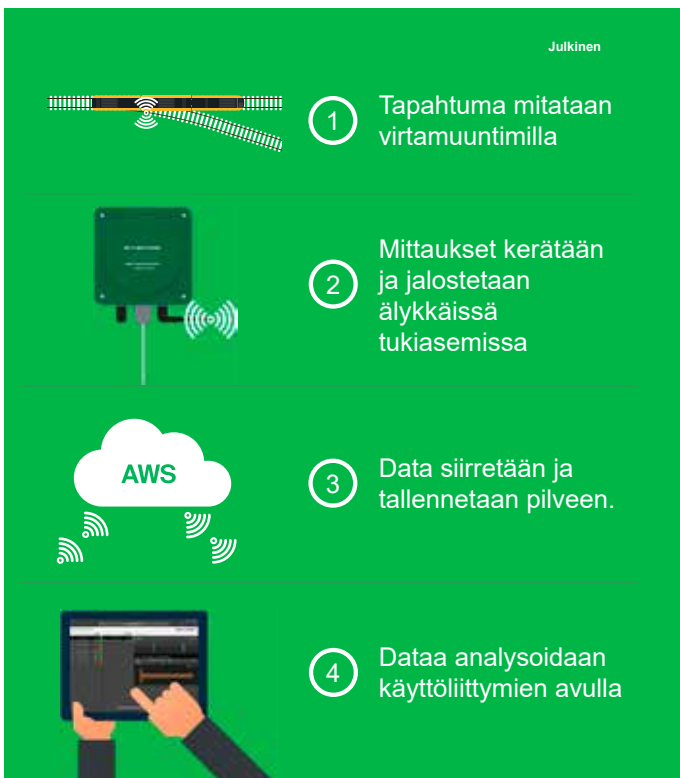 Julkinen
1
Tapahtuma mitataan
virtamuuntimilla
2
Mittaukset kerätään
ja jalostetaan
älykkäissä
tukiasemissa
AWS
3
Data siirretään ja
tallennetaan pilveen.
4
Dataa analysoidaan
käyttöliittymien avulla